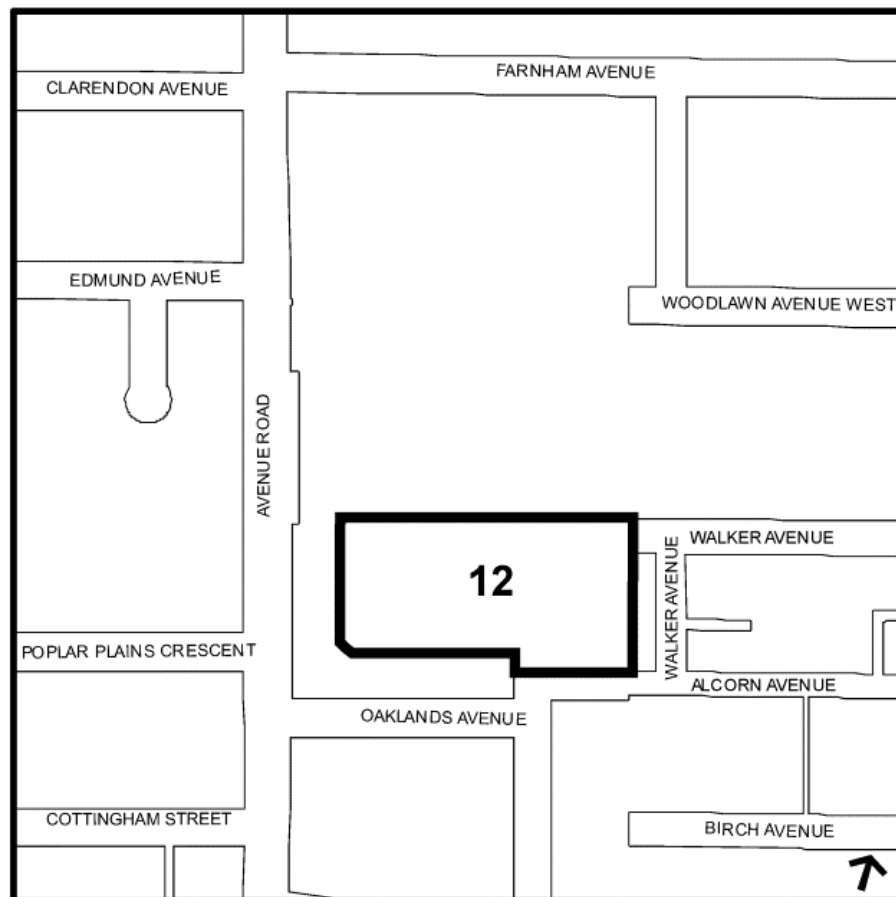 FARNHAM AVENUE
CLARENDON AVENUE
EDMUND AVENUE
WOODLAWN AVENUE WEST
AVENUE ROAD
WALKER AVENUE
12
WALKER AVENUE
POPLAR PLAINS CRESCENT
ALCORN AVENUE
OAKLANDS AVENUE
COTTINGHAM STREET
BIRCH AVENUE